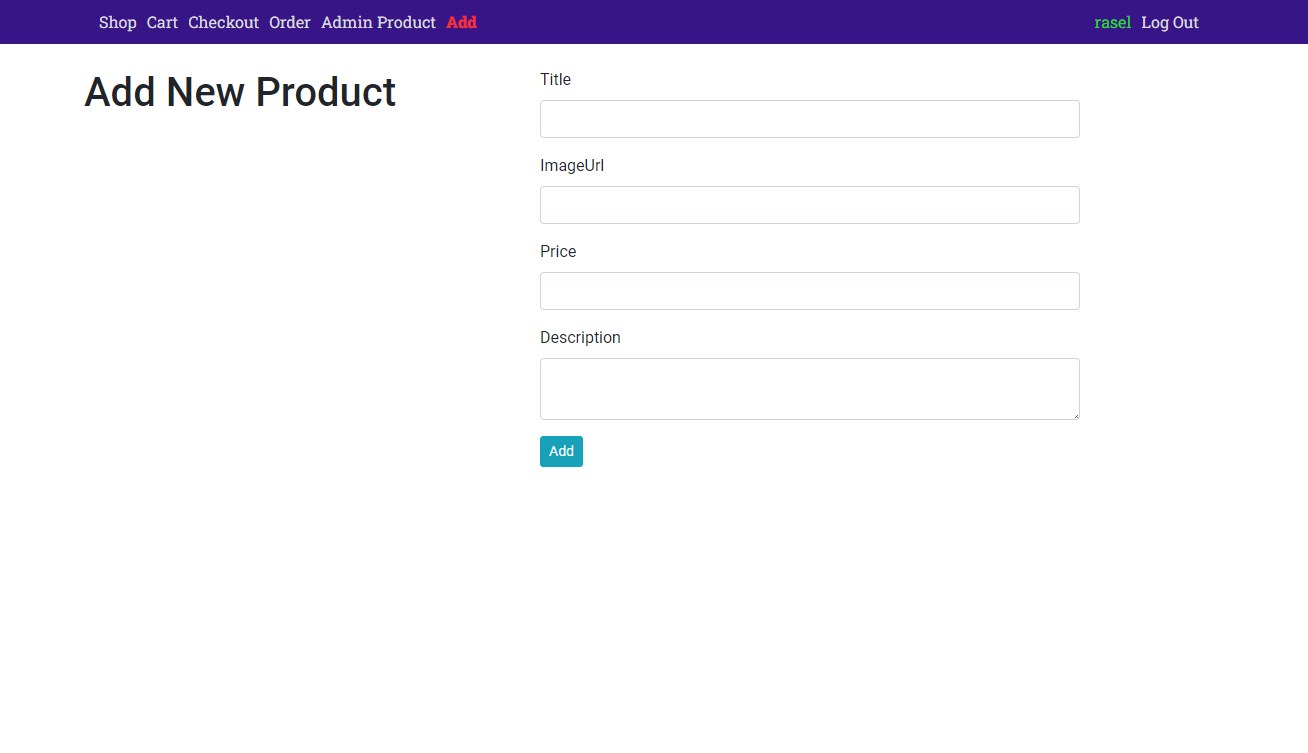 Shop Cart Checkout Order Admin Product Add rasel Log Out
Add New Product
Title
ImageUrl
Price
Description
Add